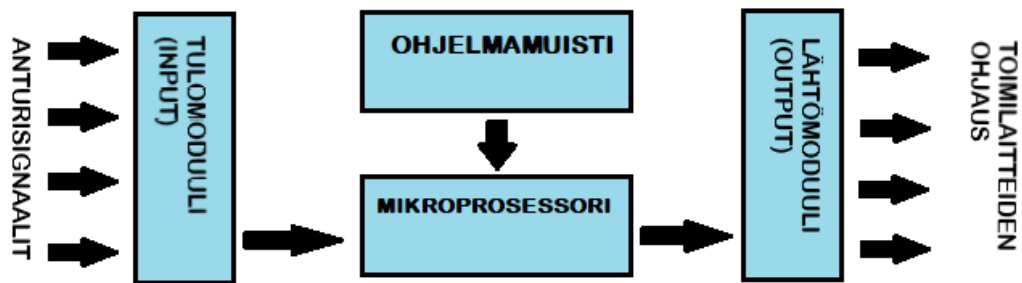 ANTURISIGNAALIT
TULOMODUULI
(INPUT)
OHJELMAMUISTI
MIKROPROSESSORI
LÄHTÖMODUULI
(OUTPUT)
TOIMILAITTEIDEN
OHJAUS